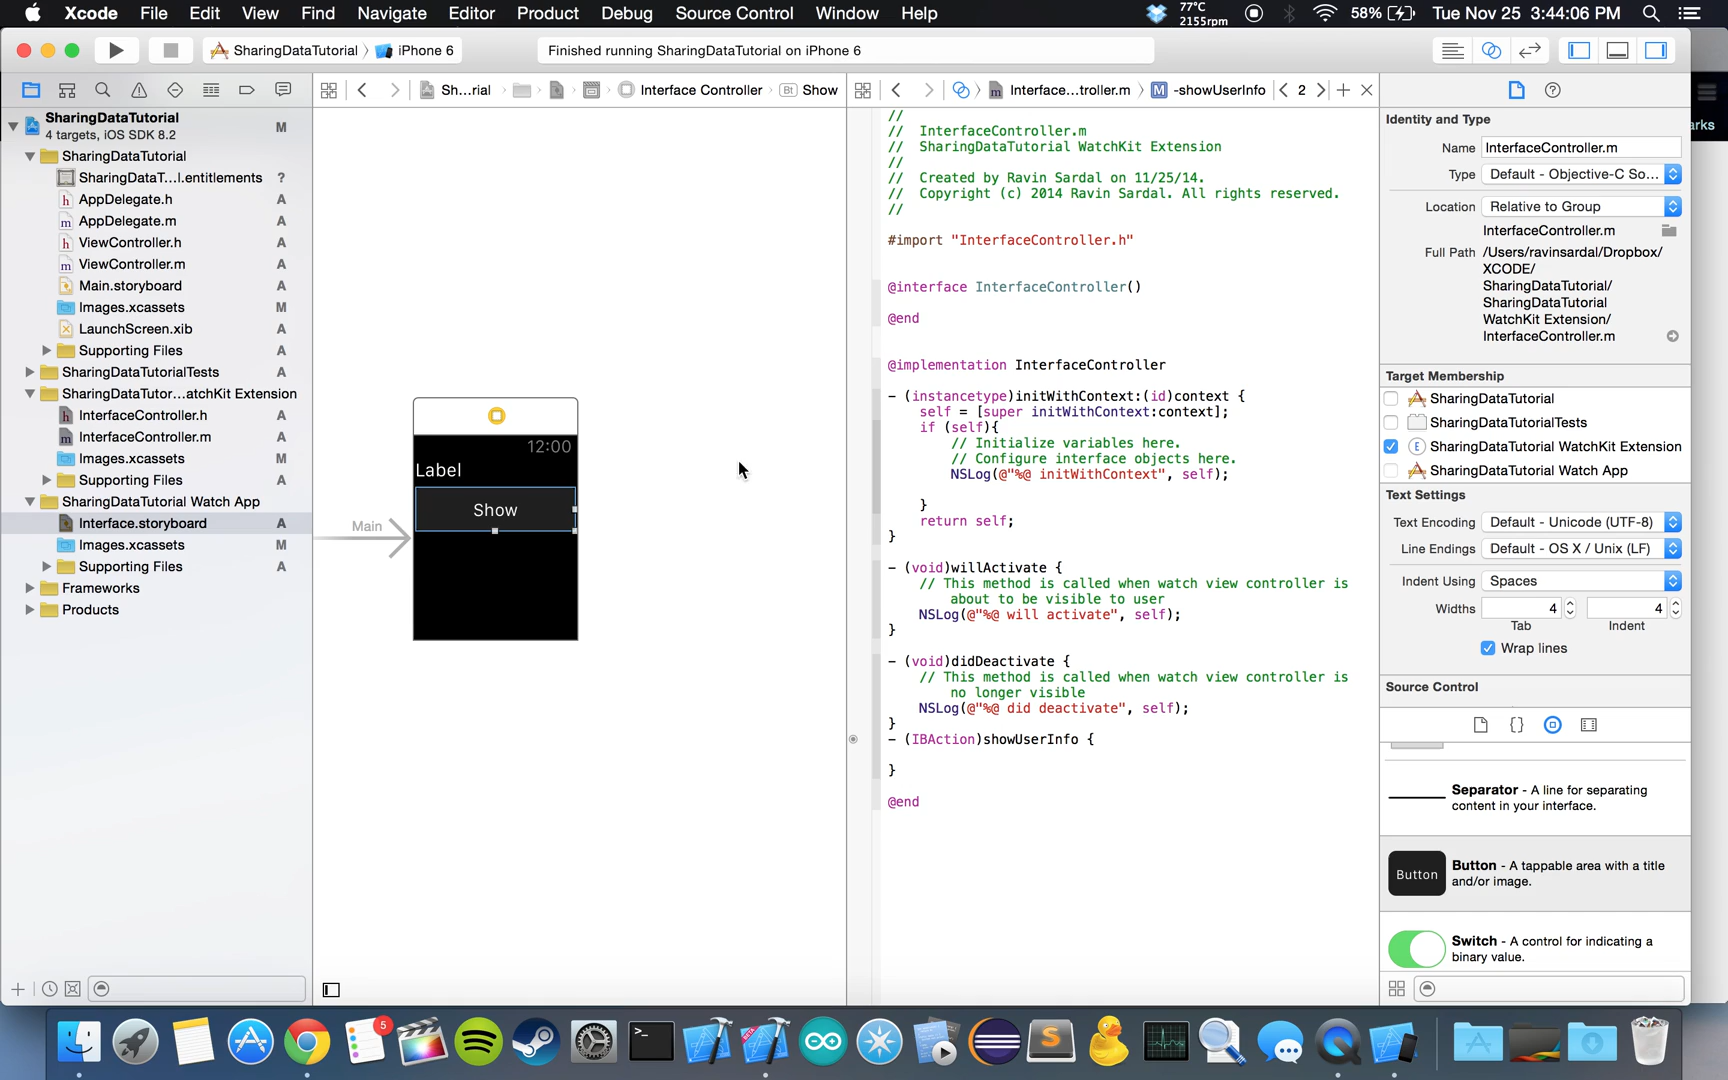 Xcode File Edit View Find Navigate Editor Product Debug Source Control Window Help
77°C
2155rpm
58% Tue Nov 25 3:44:06 PM
SharingDataTutorial iPhone 6
Finished running SharingDataTutorial on iPhone 6
Sh...rial Interface Controller Bt Show
Interface...troller.m M -showUserInfo 2
SharingDataTutorial M
4 targets, iOS SDK 8.2
SharingDataTutorial
SharingDataT...l.entitlements ?
h AppDelegate.h A
m AppDelegate.m A
h ViewController.h A
m ViewController.m A
Main.storyboard A
Images.xcassets M
LaunchScreen.xib A
Supporting Files A
SharingDataTutorialTests A
SharingDataTutor...atchKit Extension
h InterfaceController.h A
m InterfaceController.m A
Images.xcassets M
Supporting Files A
SharingDataTutorial Watch App
Interface.storyboard A
Images.xcassets M
Supporting Files A
Frameworks
Products
Main
12:00
Label
Show
//
// InterfaceController.m
// SharingDataTutorial WatchKit Extension
//
// Created by Ravin Sardal on 11/25/14.
// Copyright (c) 2014 Ravin Sardal. All rights reserved.
//
#import "InterfaceController.h"
@interface InterfaceController()
@end
@implementation InterfaceController
- (instancetype)initWithContext:(id)context {
self = [super initWithContext:context];
if (self){
// Initialize variables here.
// Configure interface objects here.
NSLog(@"%@ initWithContext", self);
}
return self;
}
- (void)willActivate {
// This method is called when watch view controller is
about to be visible to user
NSLog(@"%@ will activate", self);
}
- (void)didDeactivate {
// This method is called when watch view controller is
no longer visible
NSLog(@"%@ did deactivate", self);
}
- (IBAction)showUserInfo {
}
@end
Identity and Type
Name InterfaceController.m
Type Default - Objective-C So...
Location Relative to Group
InterfaceController.m
Full Path /Users/ravinsardal/Dropbox/
XCODE/
SharingDataTutorial/
SharingDataTutorial
WatchKit Extension/
InterfaceController.m
Target Membership
SharingDataTutorial
SharingDataTutorialTests
E SharingDataTutorial WatchKit Extension
SharingDataTutorial Watch App
Text Settings
Text Encoding Default - Unicode (UTF-8)
Line Endings Default - OS X / Unix (LF)
Indent Using Spaces
Widths 4 4
Tab Indent
Wrap lines
Source Control
{}
Separator - A line for separating
content in your interface.
Button
Button - A tappable area with a title
and/or image.
Switch - A control for indicating a
binary value.
arks
5